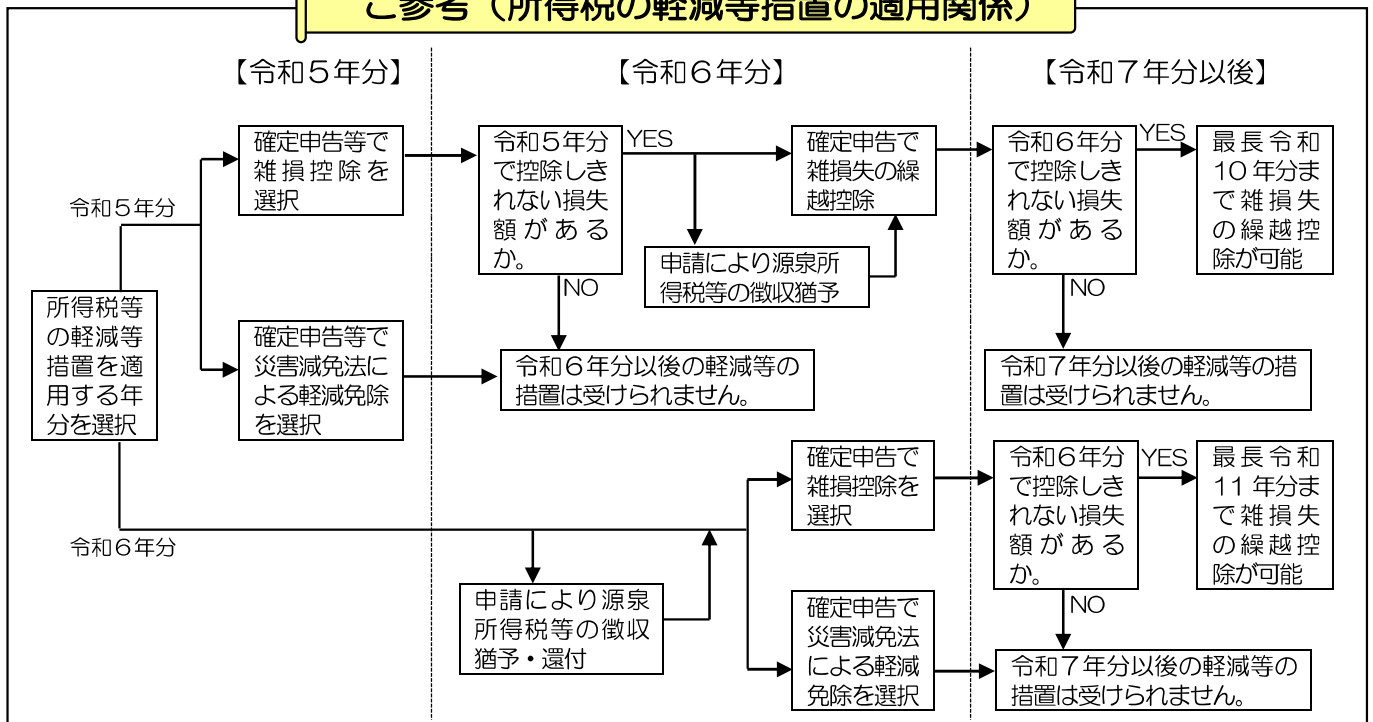 ご参考（所得税の軽減等措置の適用関係）
【令和５年分】
【令和６年分】
【令和７年分以後】
所得税等
の軽減等
措置を適
用する年
分を選択
令和５年分
確定申告等で
雑損控除を
選択
確定申告等で
災害減免法に
よる軽減免除
を選択
令和５年分
で控除しき
れない損失
額がある
か。
YES
NO
申請により源泉所
得税等の徴収猶予
確定申告で
雑損失の繰
越控除
令和６年分以後の軽減等の
措置は受けられません。
令和６年分
で控除しき
れない損失
額がある
か。
YES
NO
最長令和
10 年分ま
で雑損失
の繰越控
除が可能
令和７年分以後の軽減等の措
置は受けられません。
令和６年分
申請により源泉
所得税等の徴収
猶予・還付
確定申告で
雑損控除を
選択
確定申告で
災害減免法
による軽減
免除を選択
令和６年分
で控除しき
れない損失
額がある
か。
YES
NO
最長令和
11 年分ま
で雑損失
の繰越控
除が可能
令和７年分以後の軽減等の
措置は受けられません。